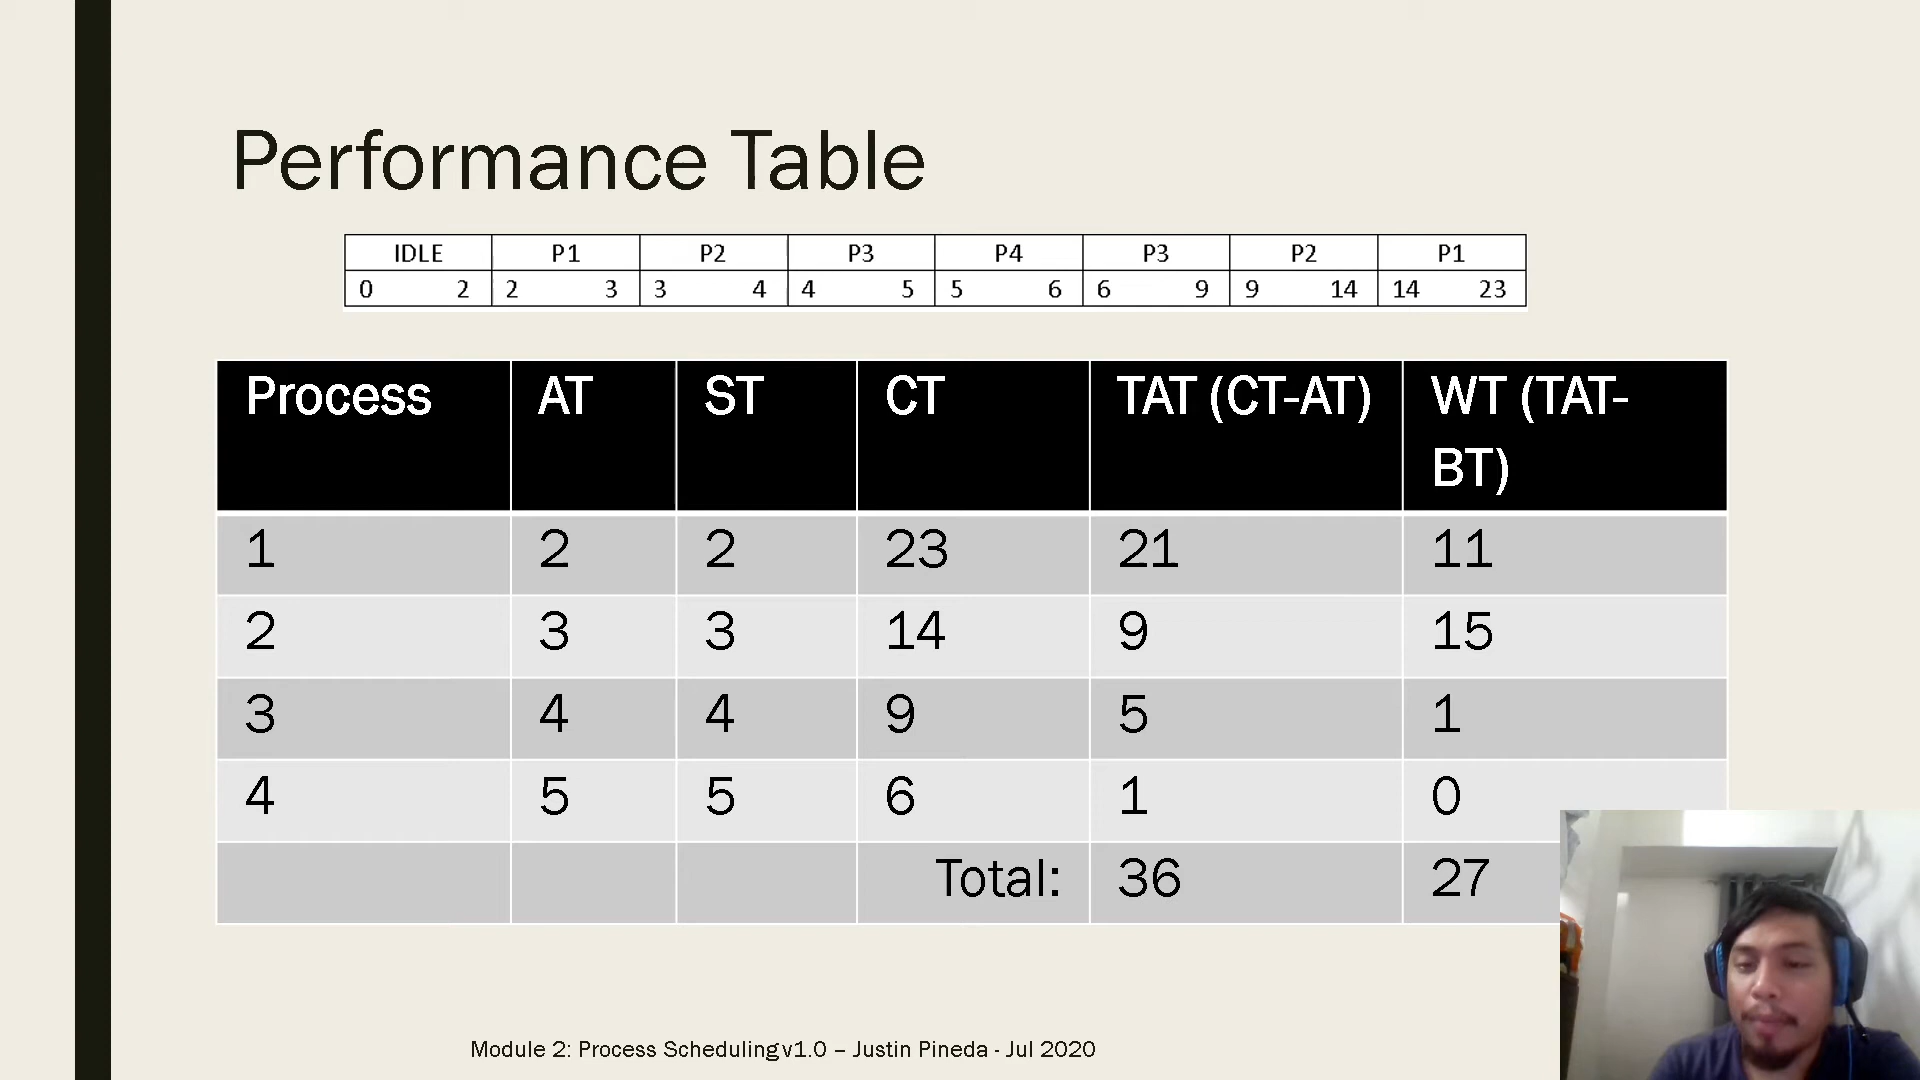 Performance Table
IDLE P1 P2 P3 P4 P3 P2 P1
0 2 2 3 3 4 4 5 5 6 6 9 9 14 14 23
Process AT ST CT TAT (CT-AT) WT (TAT-
BT)
1 2 2 23 21 11
2 3 3 14 9 15
3 4 4 9 5 1
4 5 5 6 1 0
Total: 36 27
Module 2: Process Scheduling v1.0 – Justin Pineda - Jul 2020